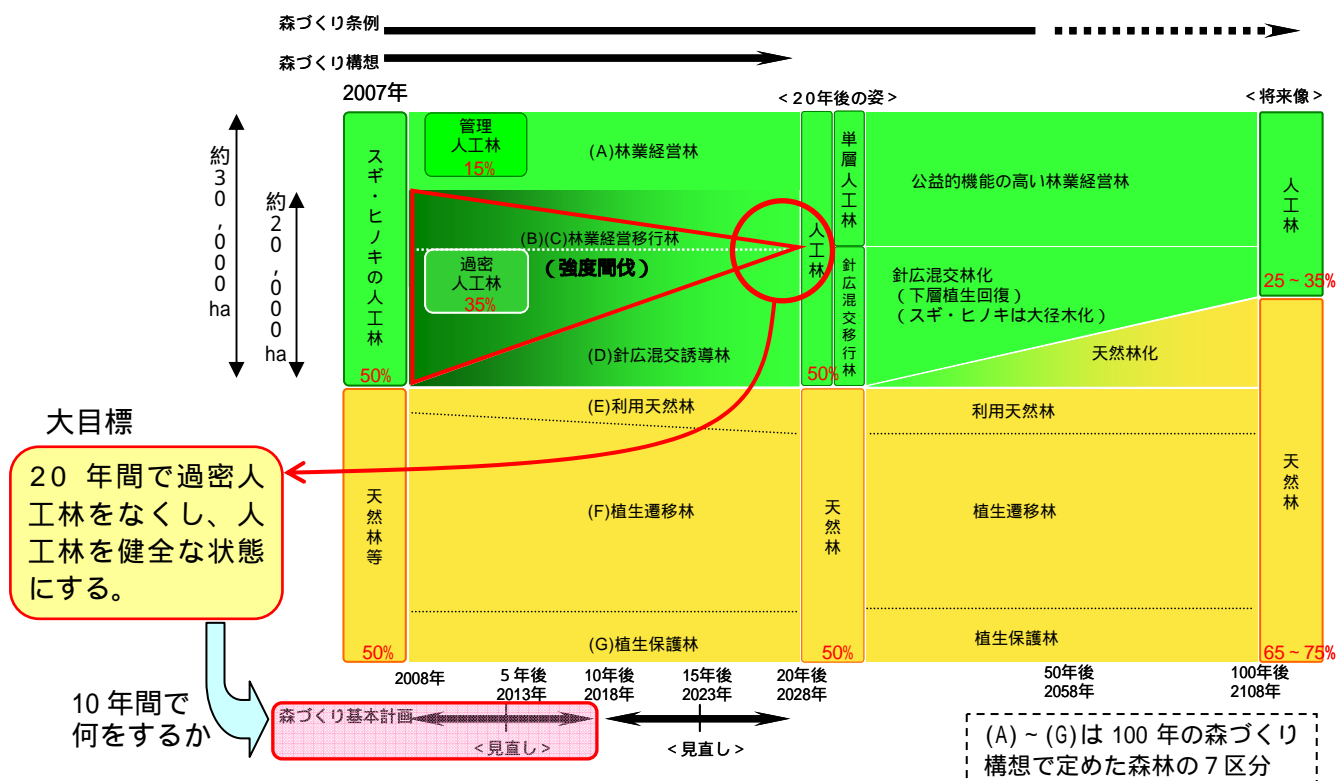 森づくり条例
森づくり構想
2007年
<20年後の姿>
<将来像>
約30,000ha
約20,000ha
スギ・ヒノキの人工林
50%
管理
人工林
15%
(A)林業経営林
(B)(C)林業経営移行林
(強度間伐)
過密
人工林
35%
(D)針広混交誘導林
人工林
50%
単層人工林
針広混交移行林
公益的機能の高い林業経営林
針広混交林化
(下層植生回復)
(スギ・ヒノキは大径木化)
天然林化
人工林
25~35%
大目標
20年間で過密人
工林をなくし、人
工林を健全な状態
にする。
天然林等
50%
(E)利用天然林
(F)植生遷移林
(G)植生保護林
天然林
50%
利用天然林
植生遷移林
植生保護林
天然林
65~75%
2008年
5年後
2013年
10年後
2018年
15年後
2023年
20年後
2028年
50年後
2058年
100年後
2108年
10年間で
何をするか
森づくり基本計画
<見直し>
<見直し>
(A)~(G)は100年の森づくり
構想で定めた森林の7区分